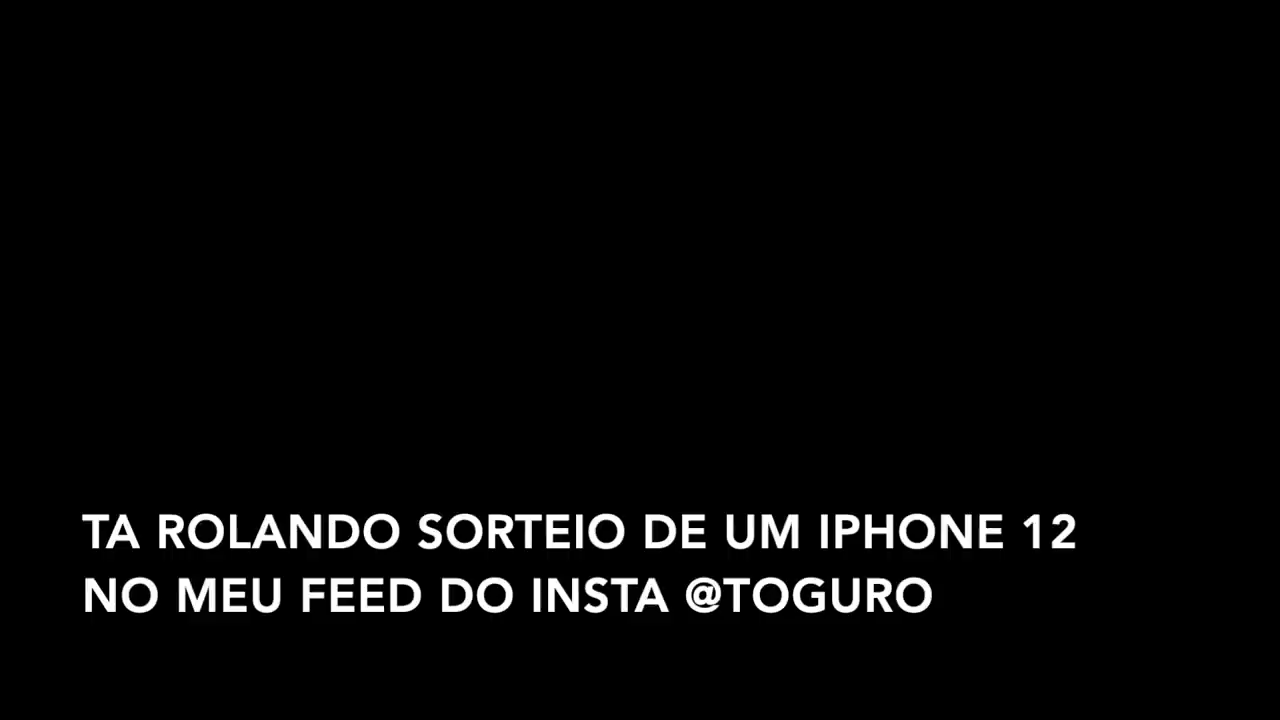 TA ROLANDO SORTEIO DE UM IPHONE 12
NO MEU FEED DO INSTA @TOGURO